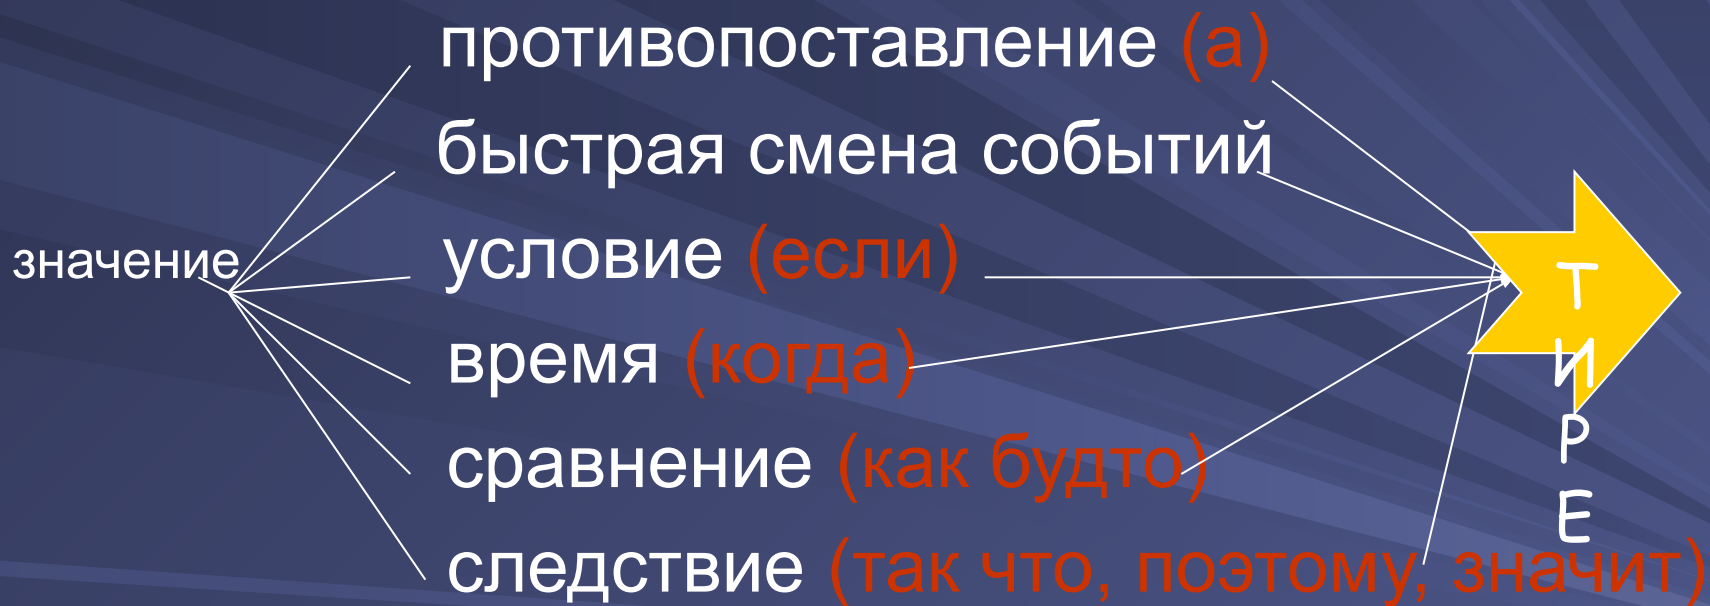 противопоставление (а)
быстрая смена событий
значение
условие (если)
время (когда)
сравнение (как будто)
следствие (так что, поэтому, значит)
Т
И
Р
Е